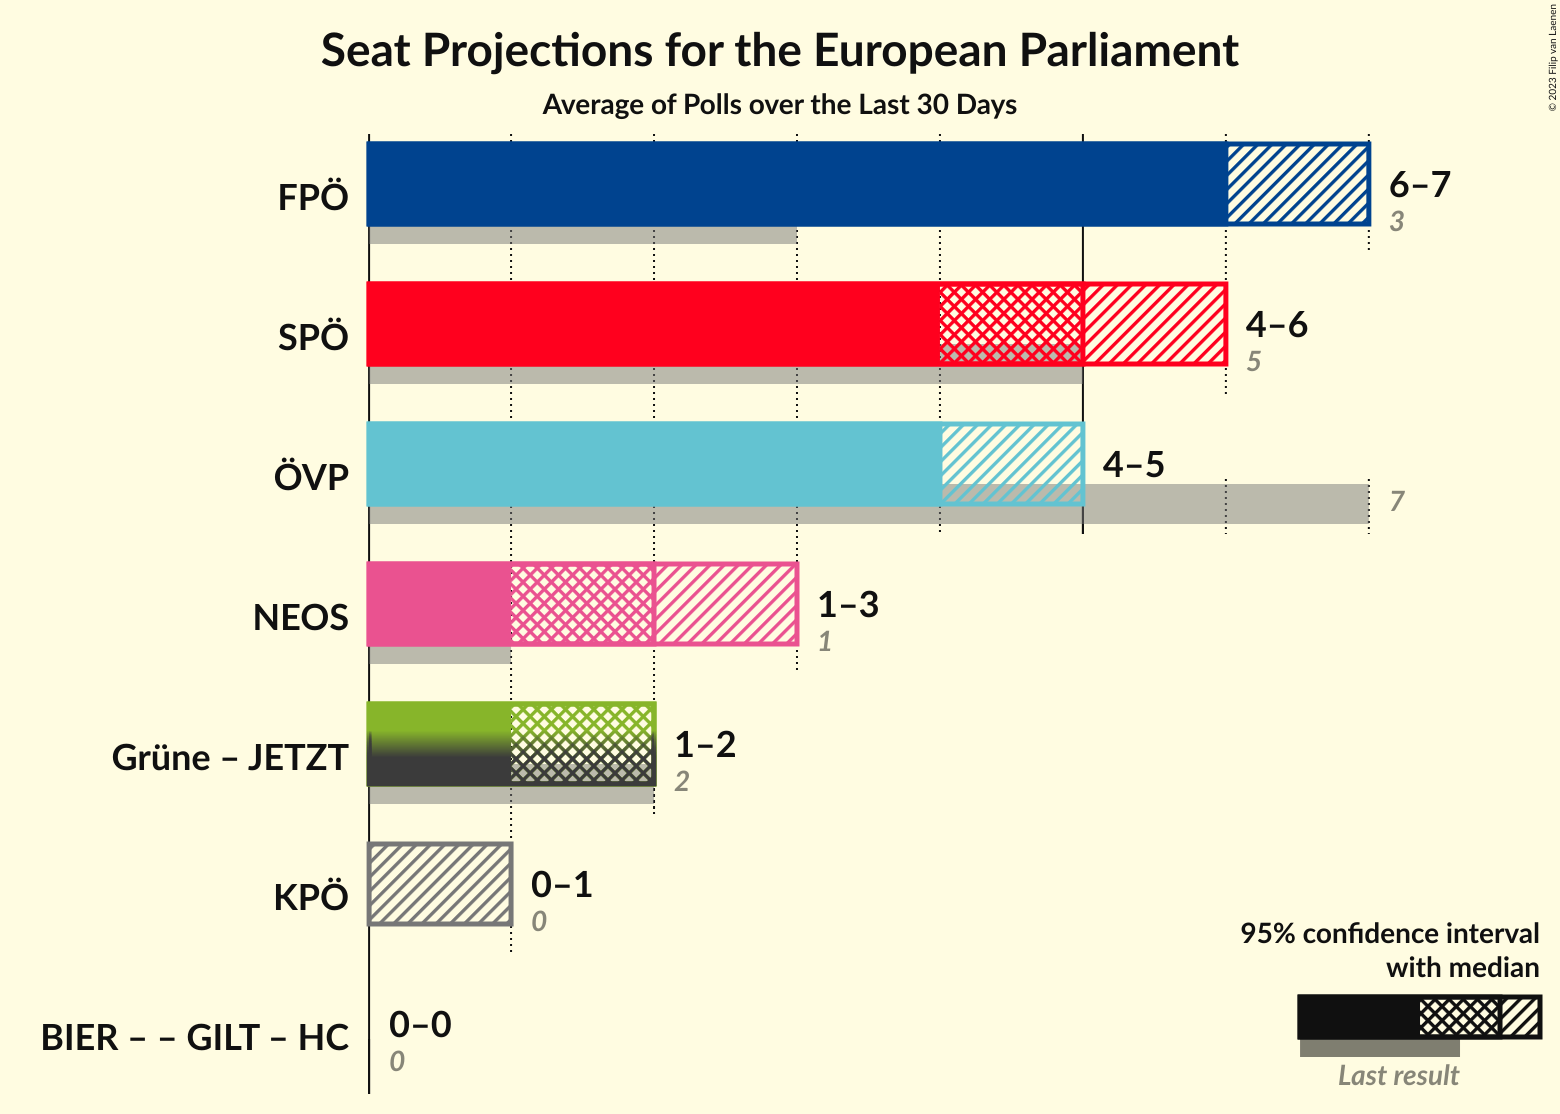 Seat Projections for the European Parliament
Average of Polls over the Last 30 Days
© 2023 Filip van Laenen
FPÖ
6–7
3
SPÖ
4–6
5
ÖVP
4–5
7
NEOS
1–3
1
Grüne – JETZT
1–2
2
KPÖ
0–1
0
BIER – – GILT – HC
0–0
0
95% confidence interval
with median
Last result